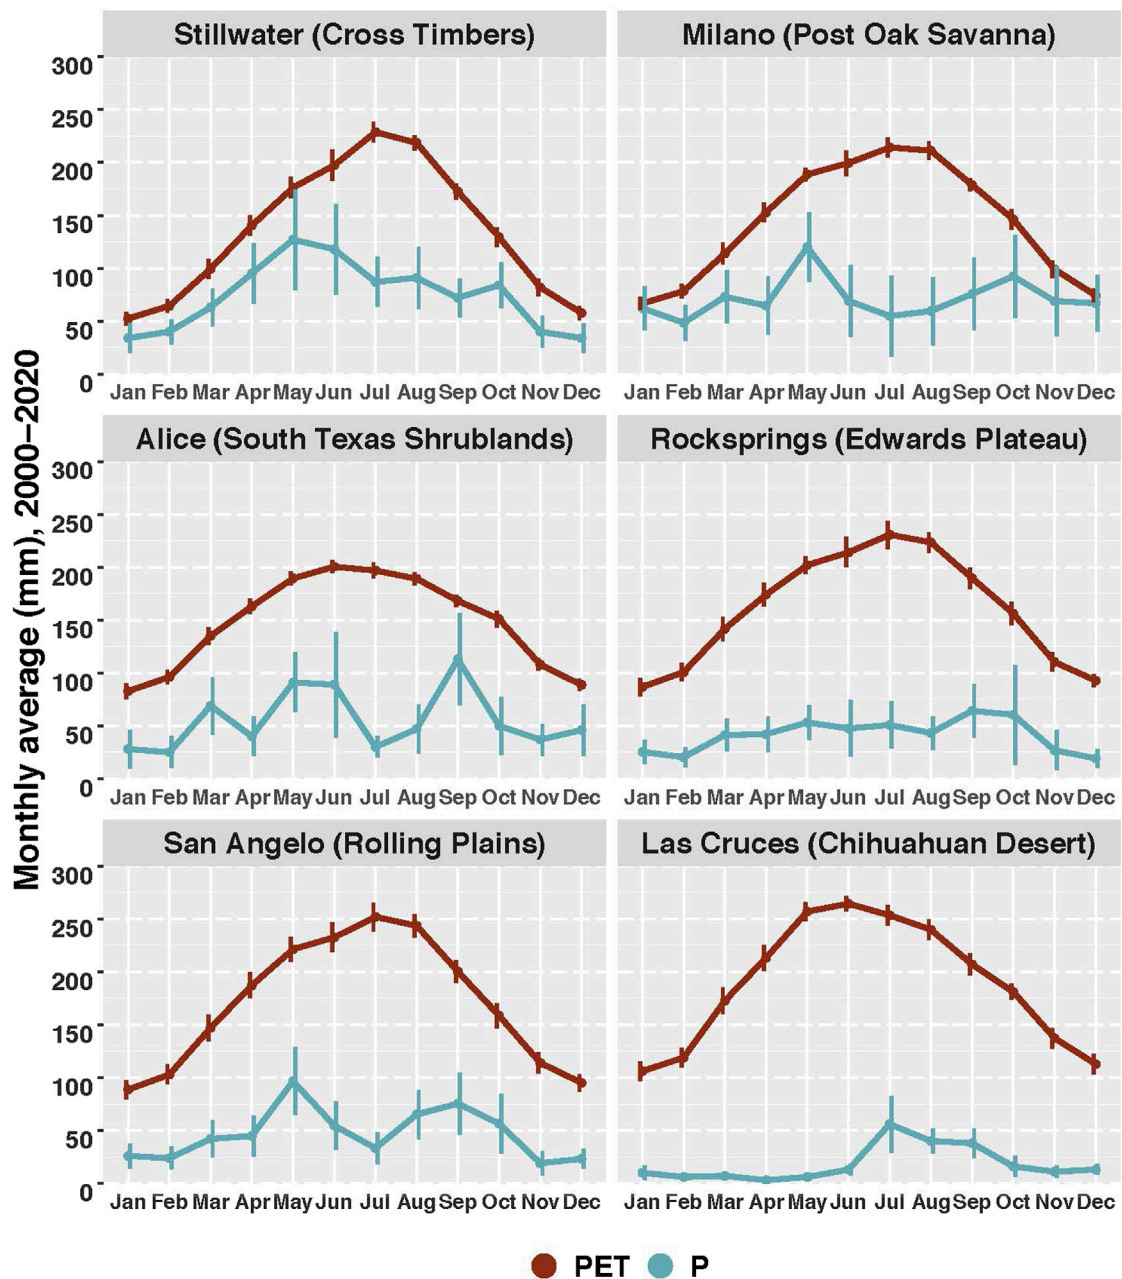 Monthly average (mm), 2000–2020
Stillwater (Cross Timbers)
300
250
200
150
100
50
0
Jan Feb Mar Apr May Jun Jul Aug Sep Oct Nov Dec
Milano (Post Oak Savanna)
Jan Feb Mar Apr May Jun Jul Aug Sep Oct Nov Dec
Alice (South Texas Shrublands)
300
250
200
150
100
50
0
Jan Feb Mar Apr May Jun Jul Aug Sep Oct Nov Dec
Rocksprings (Edwards Plateau)
Jan Feb Mar Apr May Jun Jul Aug Sep Oct Nov Dec
San Angelo (Rolling Plains)
300
250
200
150
100
50
0
Jan Feb Mar Apr May Jun Jul Aug Sep Oct Nov Dec
Las Cruces (Chihuahuan Desert)
Jan Feb Mar Apr May Jun Jul Aug Sep Oct Nov Dec
PET P